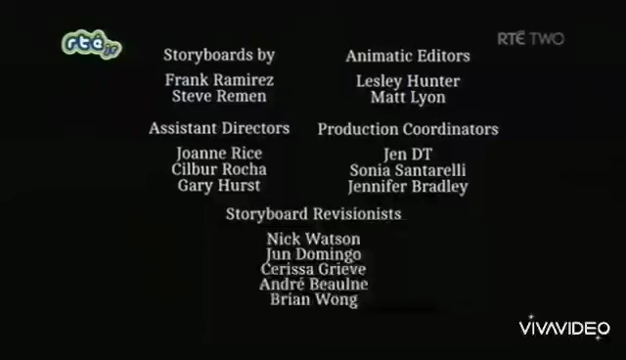 rtéjr
RTÉ TWO
Storyboards by
Frank Ramirez
Steve Remen
Animatic Editors
Lesley Hunter
Matt Lyon
Assistant Directors
Joanne Rice
Cilbur Rocha
Gary Hurst
Production Coordinators
Jen DT
Sonia Santarelli
Jennifer Bradley
Storyboard Revisionists
Nick Watson
Jun Domingo
Cerissa Grieve
André Beaulne
Brian Wong
VIVAVIDEO